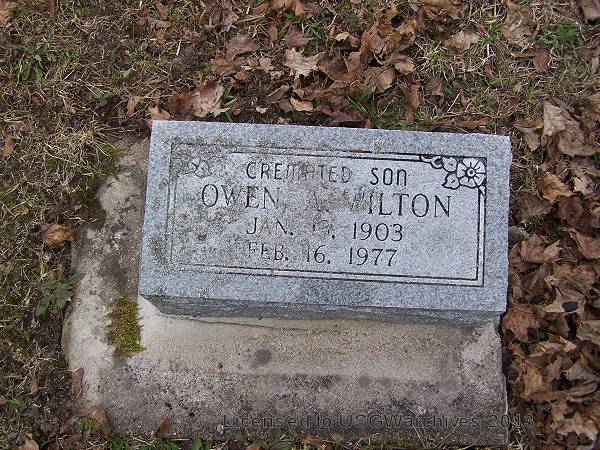 CREMATED SON
OWEN WILTON
JAN. 1903
FEB. 16, 1977
Licensed to USGWarchives 2013